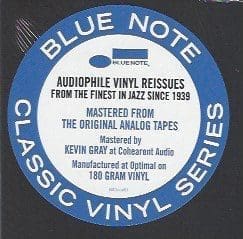 BLUE NOTE
BLUE NOTE.
AUDIOPHILE VINYL REISSUES
FROM THE FINEST IN JAZZ SINCE 1939
MASTERED FROM
THE ORIGINAL ANALOG TAPES
Mastered by
KEVIN GRAY at Cohearent Audio
Manufactured at Optimal on
180 GRAM VINYL
CLASSIC VINYL SERIES